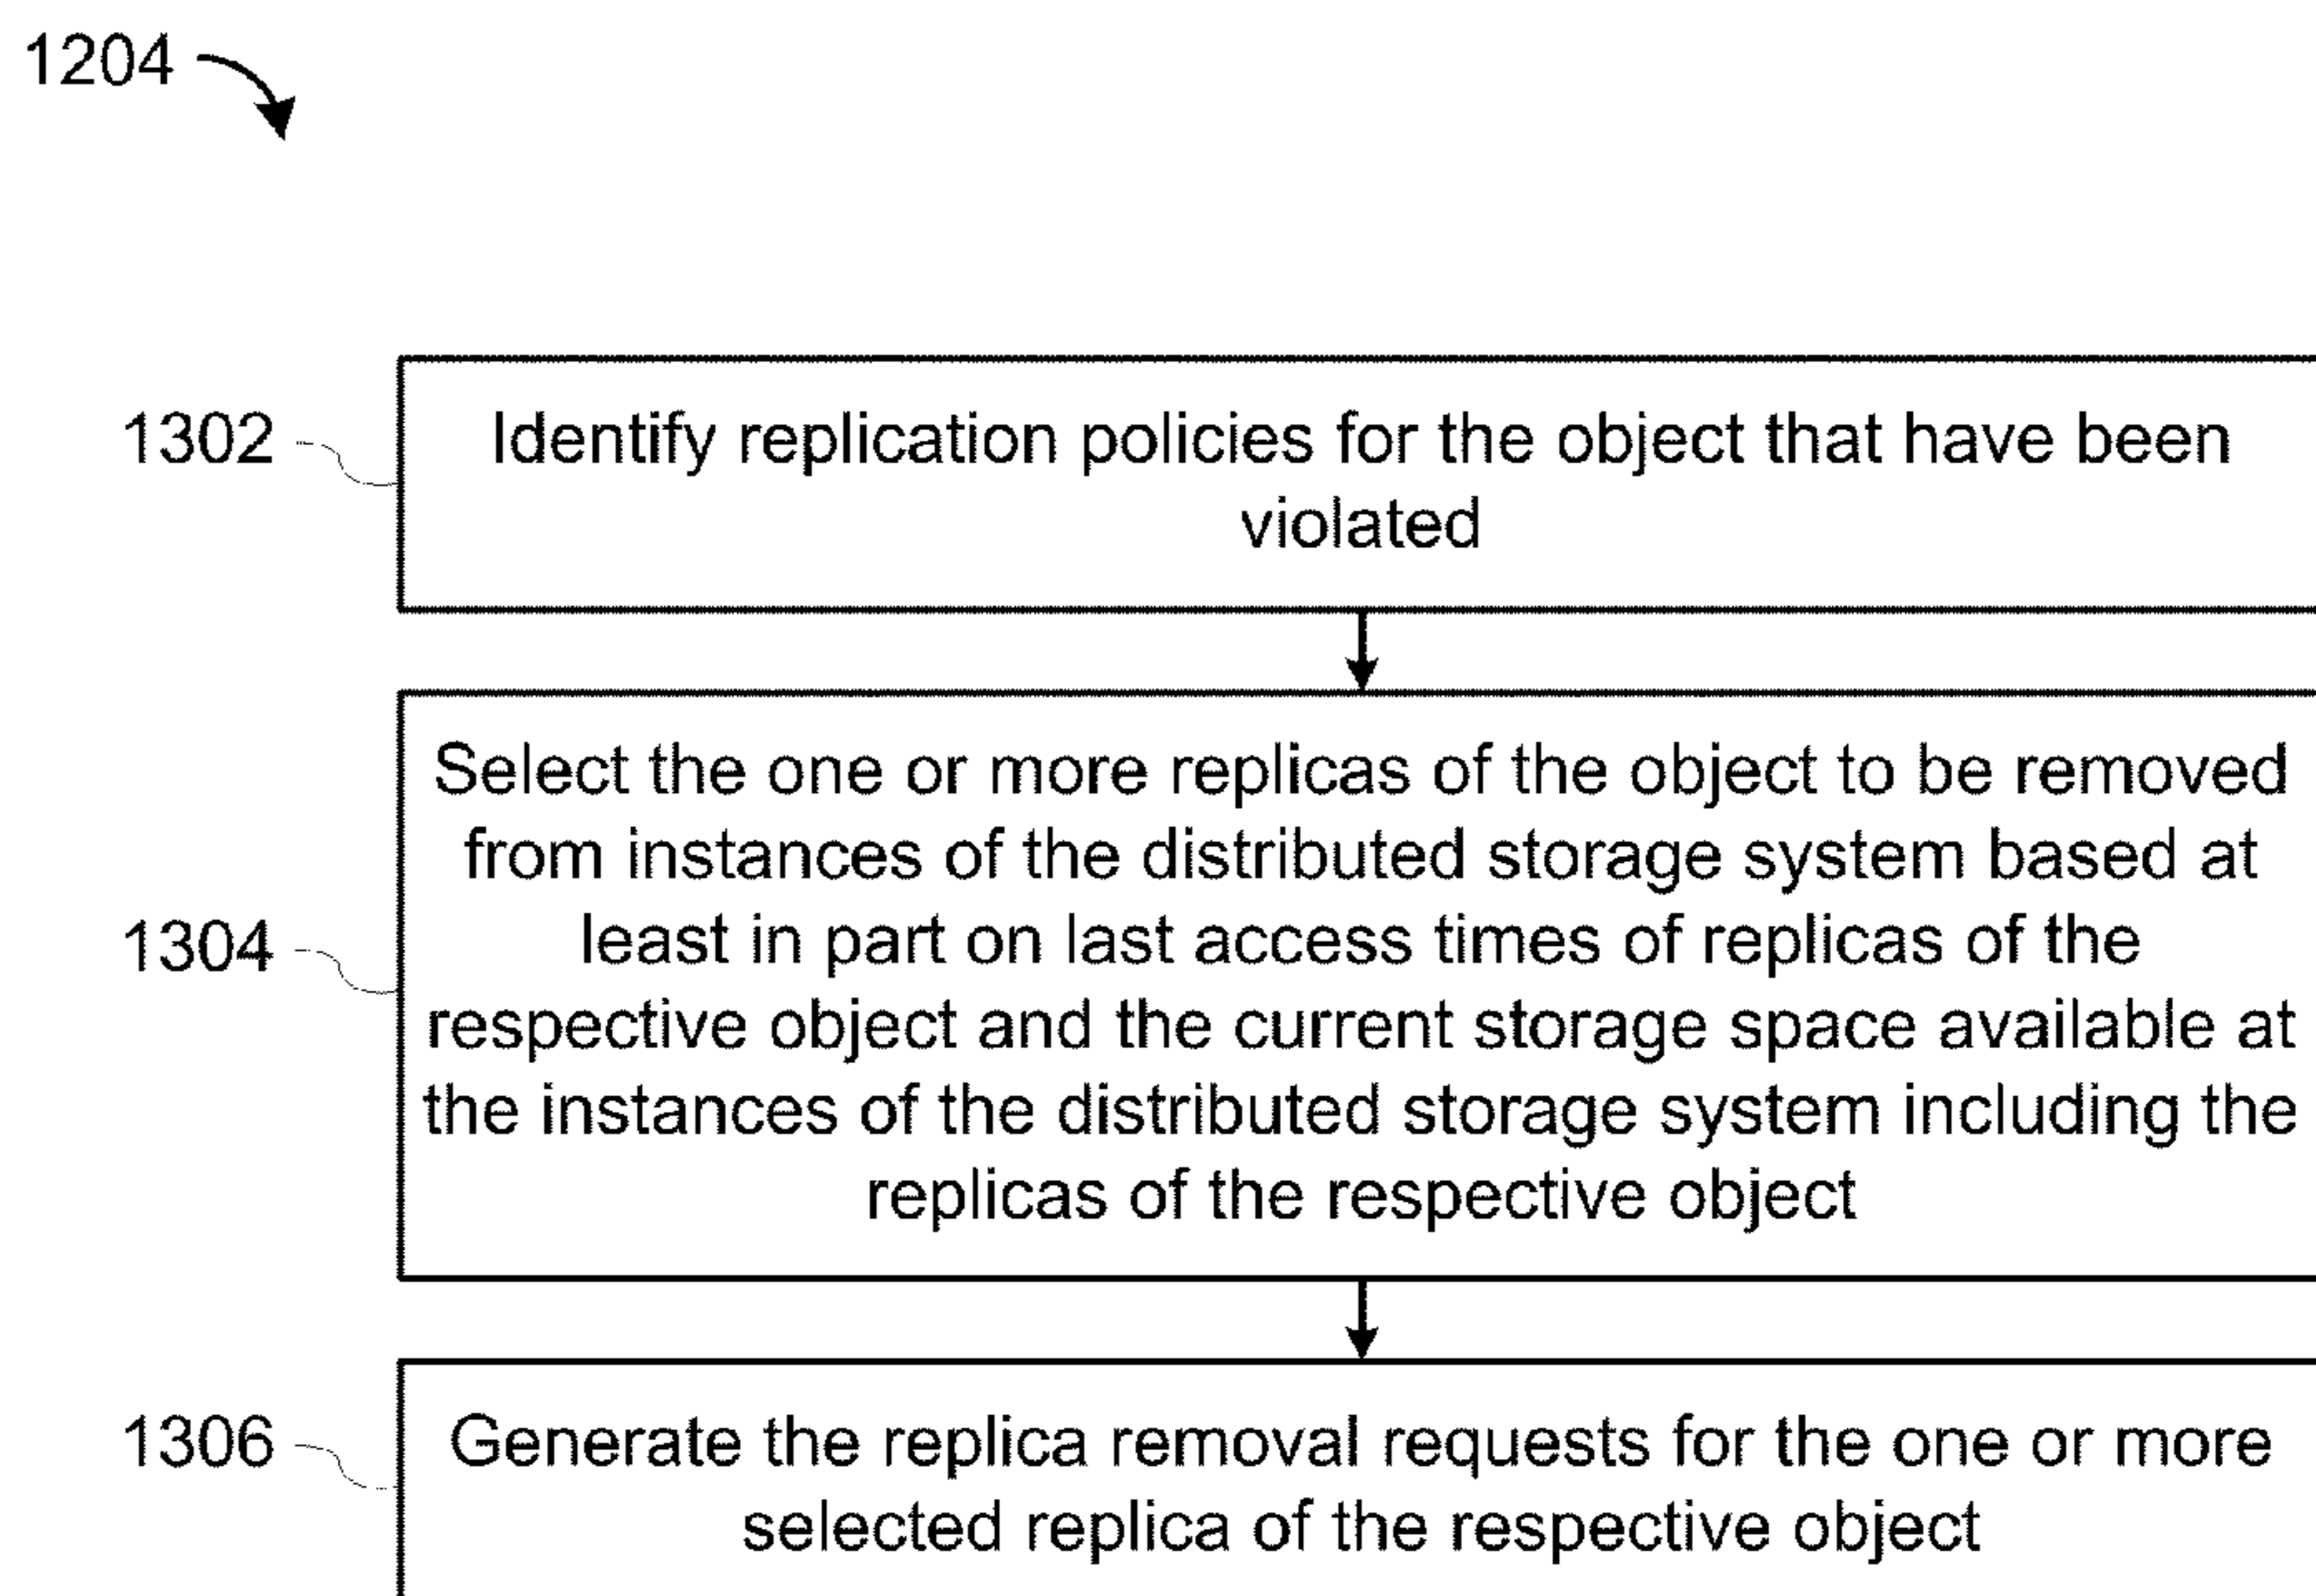 1204
1302
Identify replication policies for the object that have been
violated
1304
Select the one or more replicas of the object to be removed
from instances of the distributed storage system based at
least in part on last access times of replicas of the
respective object and the current storage space available at
the instances of the distributed storage system including the
replicas of the respective object
1306
Generate the replica removal requests for the one or more
selected replica of the respective object